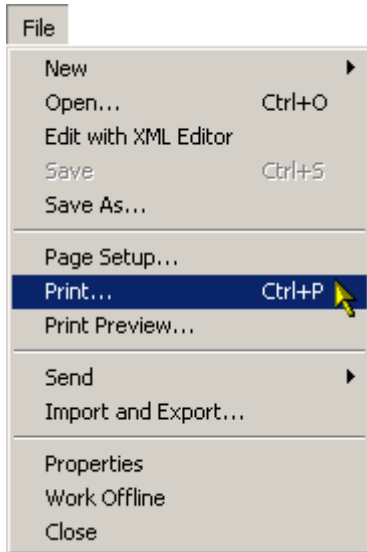 File
New
Open... Ctrl+O
Edit with XML Editor
Save Ctrl+S
Save As...
Page Setup...
Print... Ctrl+P
Print Preview...
Send
Import and Export...
Properties
Work Offline
Close